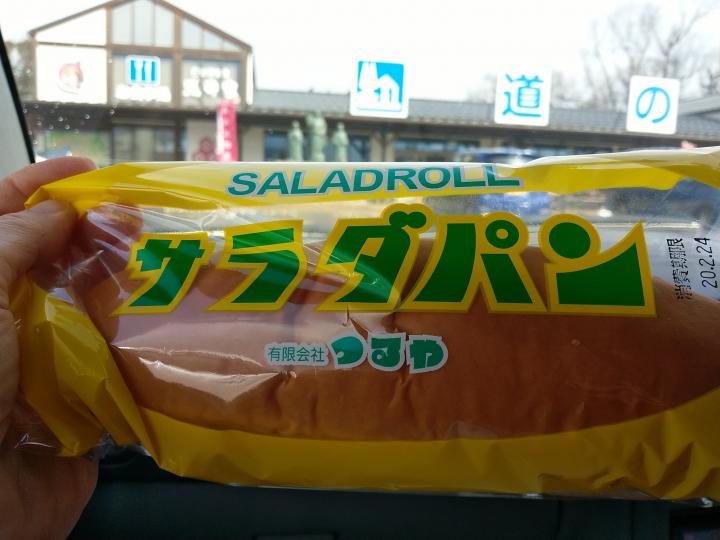 道の
SALADROLL
サラダパン
有限会社 つるや
消費期限
20.2.24